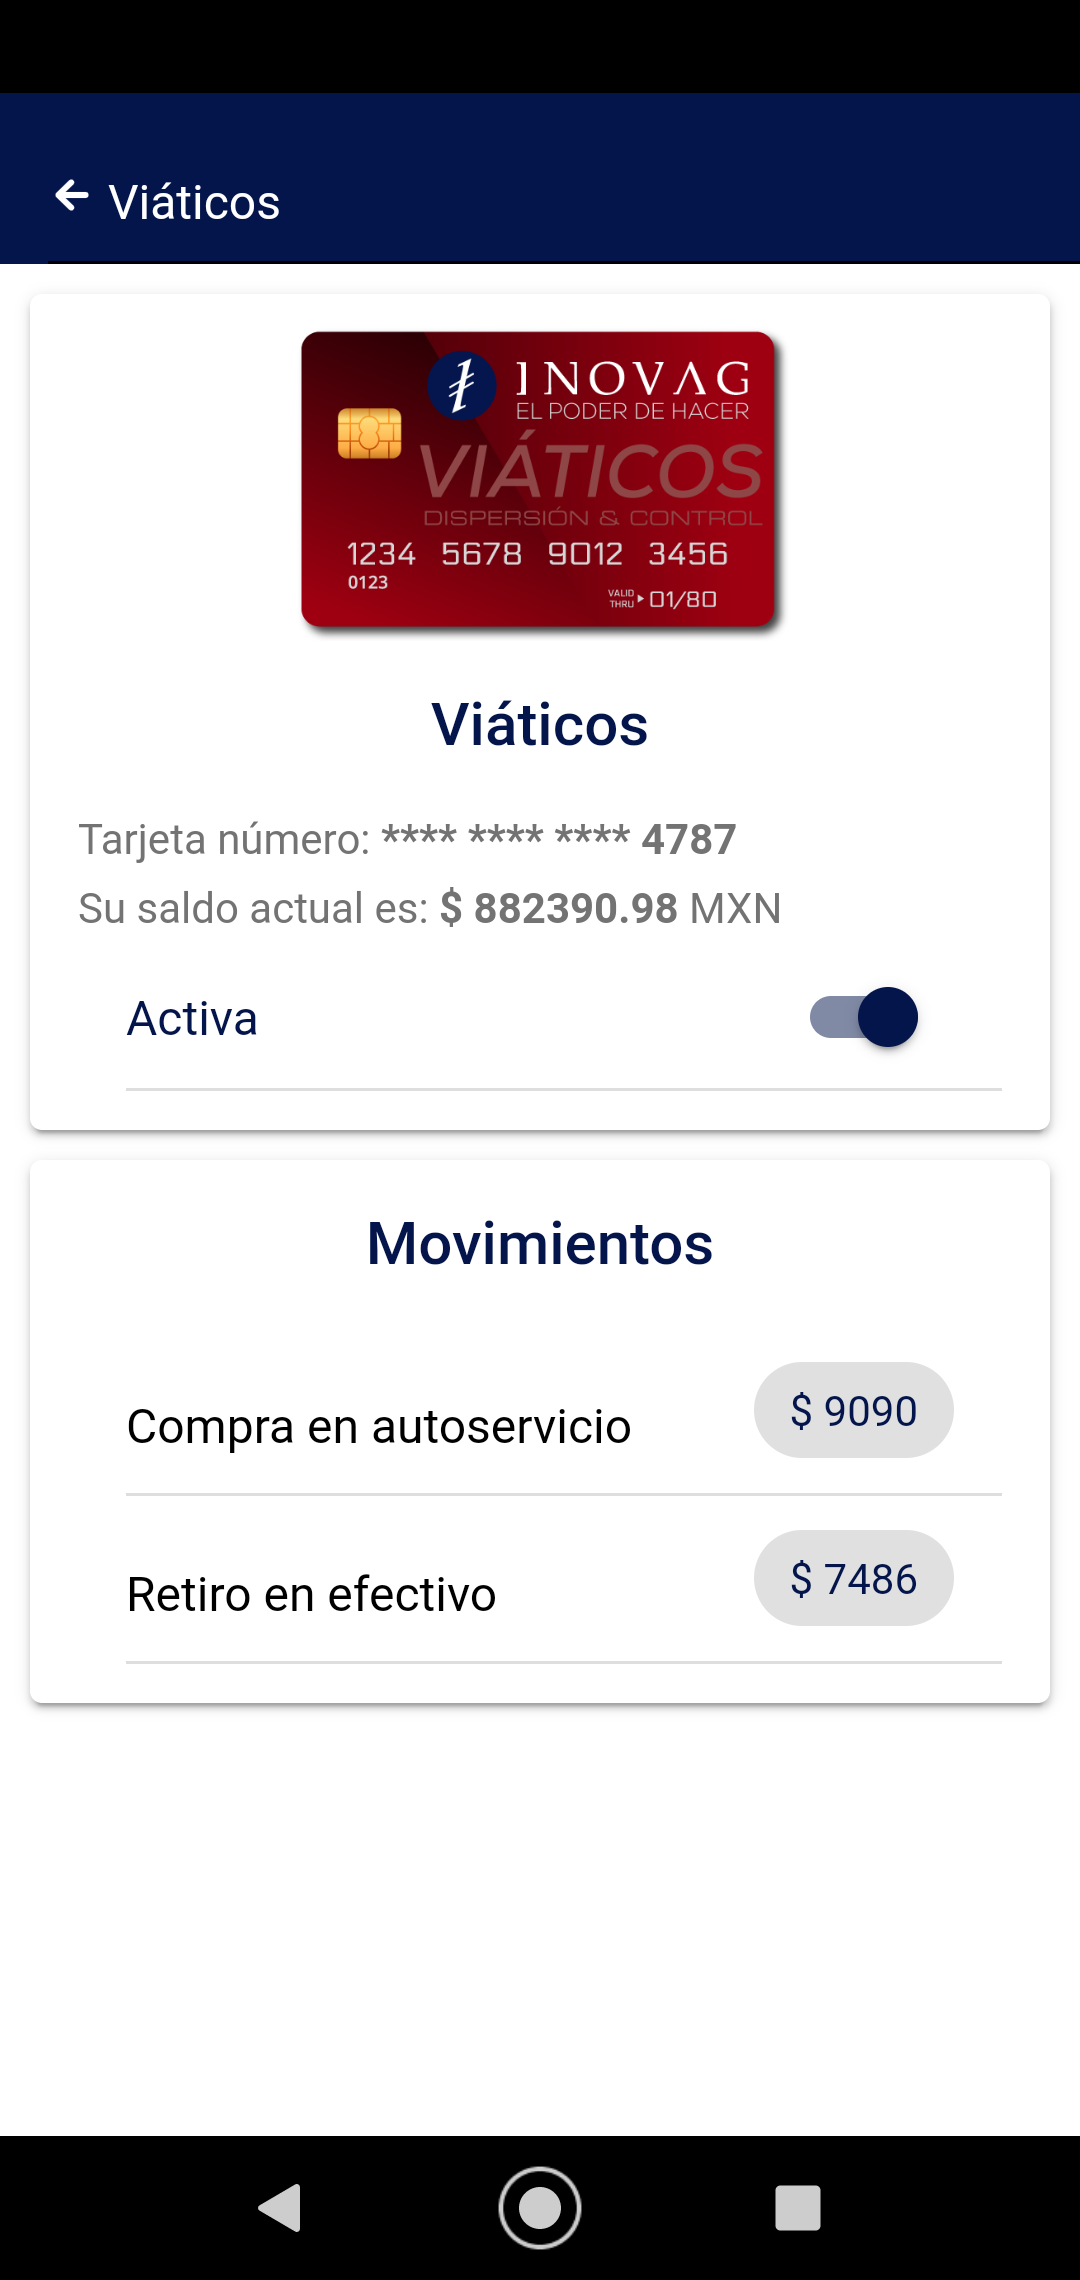 Viáticos
INOVAG
EL PODER DE HACER
VIÁTICOS
DISPERSIÓN & CONTROL
1234 5678 9012 3456
0123
VALID THRU 01/80
Viáticos
Tarjeta número: **** **** **** 4787
Su saldo actual es: $ 882390.98 MXN
Activa
Movimientos
Compra en autoservicio $ 9090
Retiro en efectivo $ 7486